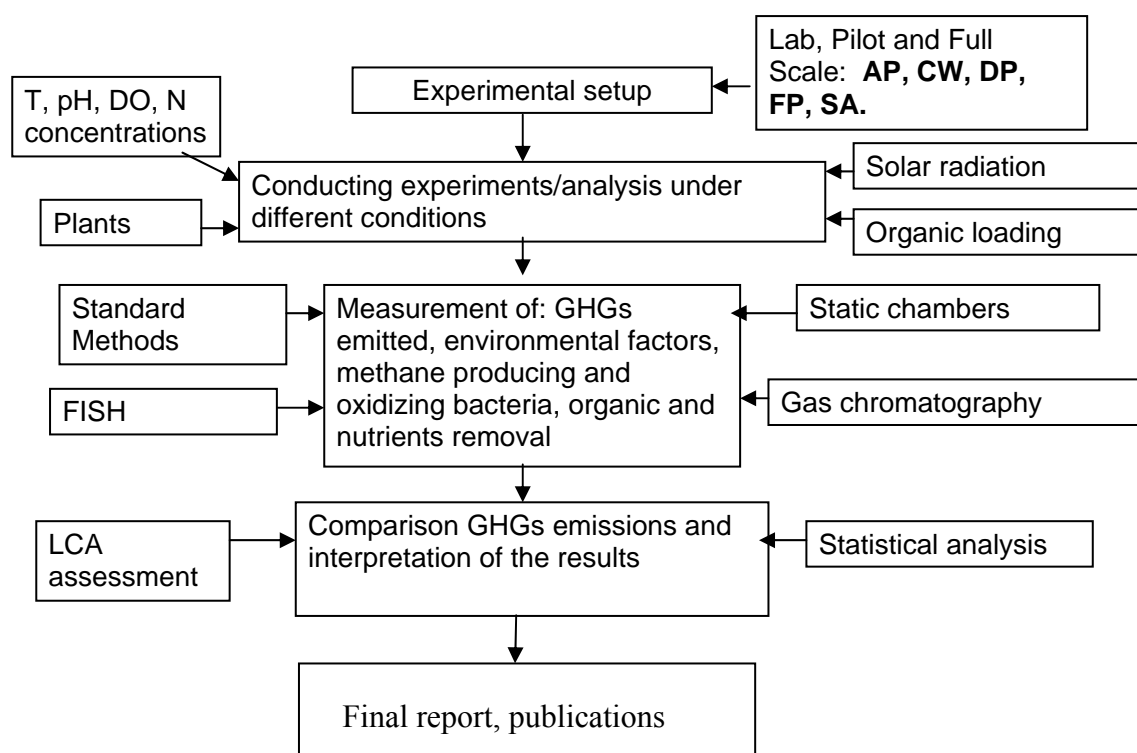 Lab, Pilot and Full
Scale: AP, CW, DP,
FP, SA.
Experimental setup
T, pH, DO, N
concentrations
Solar radiation
Conducting experiments/analysis under
different conditions
Plants
Organic loading
Standard
Methods
Measurement of: GHGs
emitted, environmental factors,
methane producing and
oxidizing bacteria, organic and
nutrients removal
Static chambers
FISH
Gas chromatography
LCA
assessment
Comparison GHGs emissions and
interpretation of the results
Statistical analysis
Final report, publications